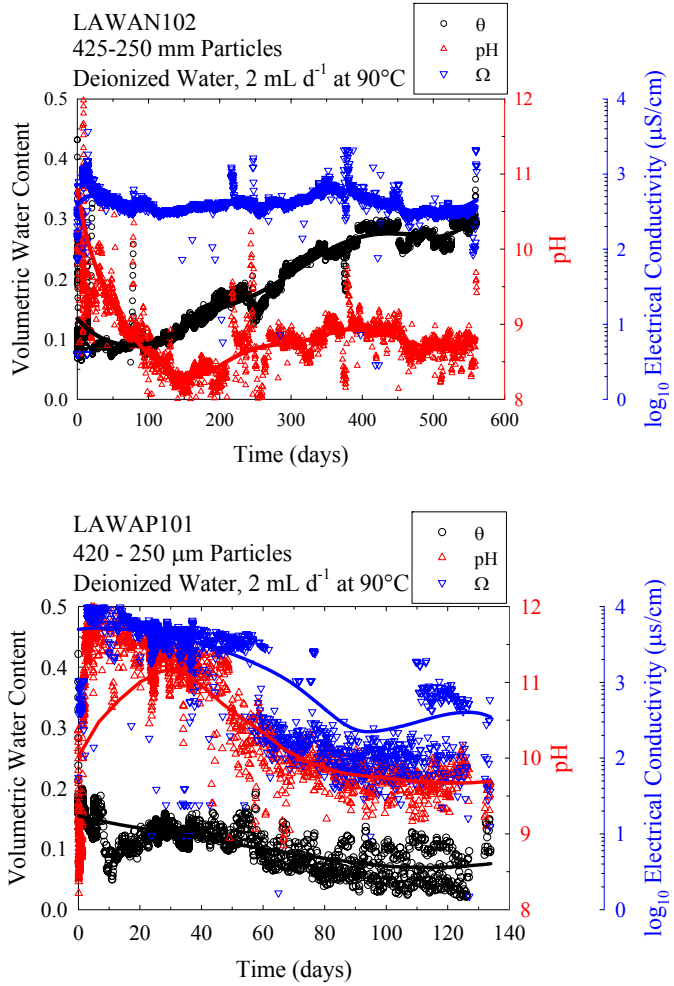 LAWAN102
425-250 mm Particles
Deionized Water, 2 mL d⁻¹ at 90°C
θ
pH
Ω
0.5
0.4
0.3
0.2
0.1
0.0
Volumetric Water Content
12
11
10
9
8
pH
4
3
2
1
0
log₁₀ Electrical Conductivity (µS/cm)
0 100 200 300 400 500 600
Time (days)
LAWAP101
420 - 250 µm Particles
Deionized Water, 2 mL d⁻¹ at 90°C
θ
pH
Ω
0.5
0.4
0.3
0.2
0.1
0.0
Volumetric Water Content
12
11
10
9
8
pH
4
3
2
1
0
log₁₀ Electrical Conductivity (µs/cm)
0 20 40 60 80 100 120 140
Time (days)